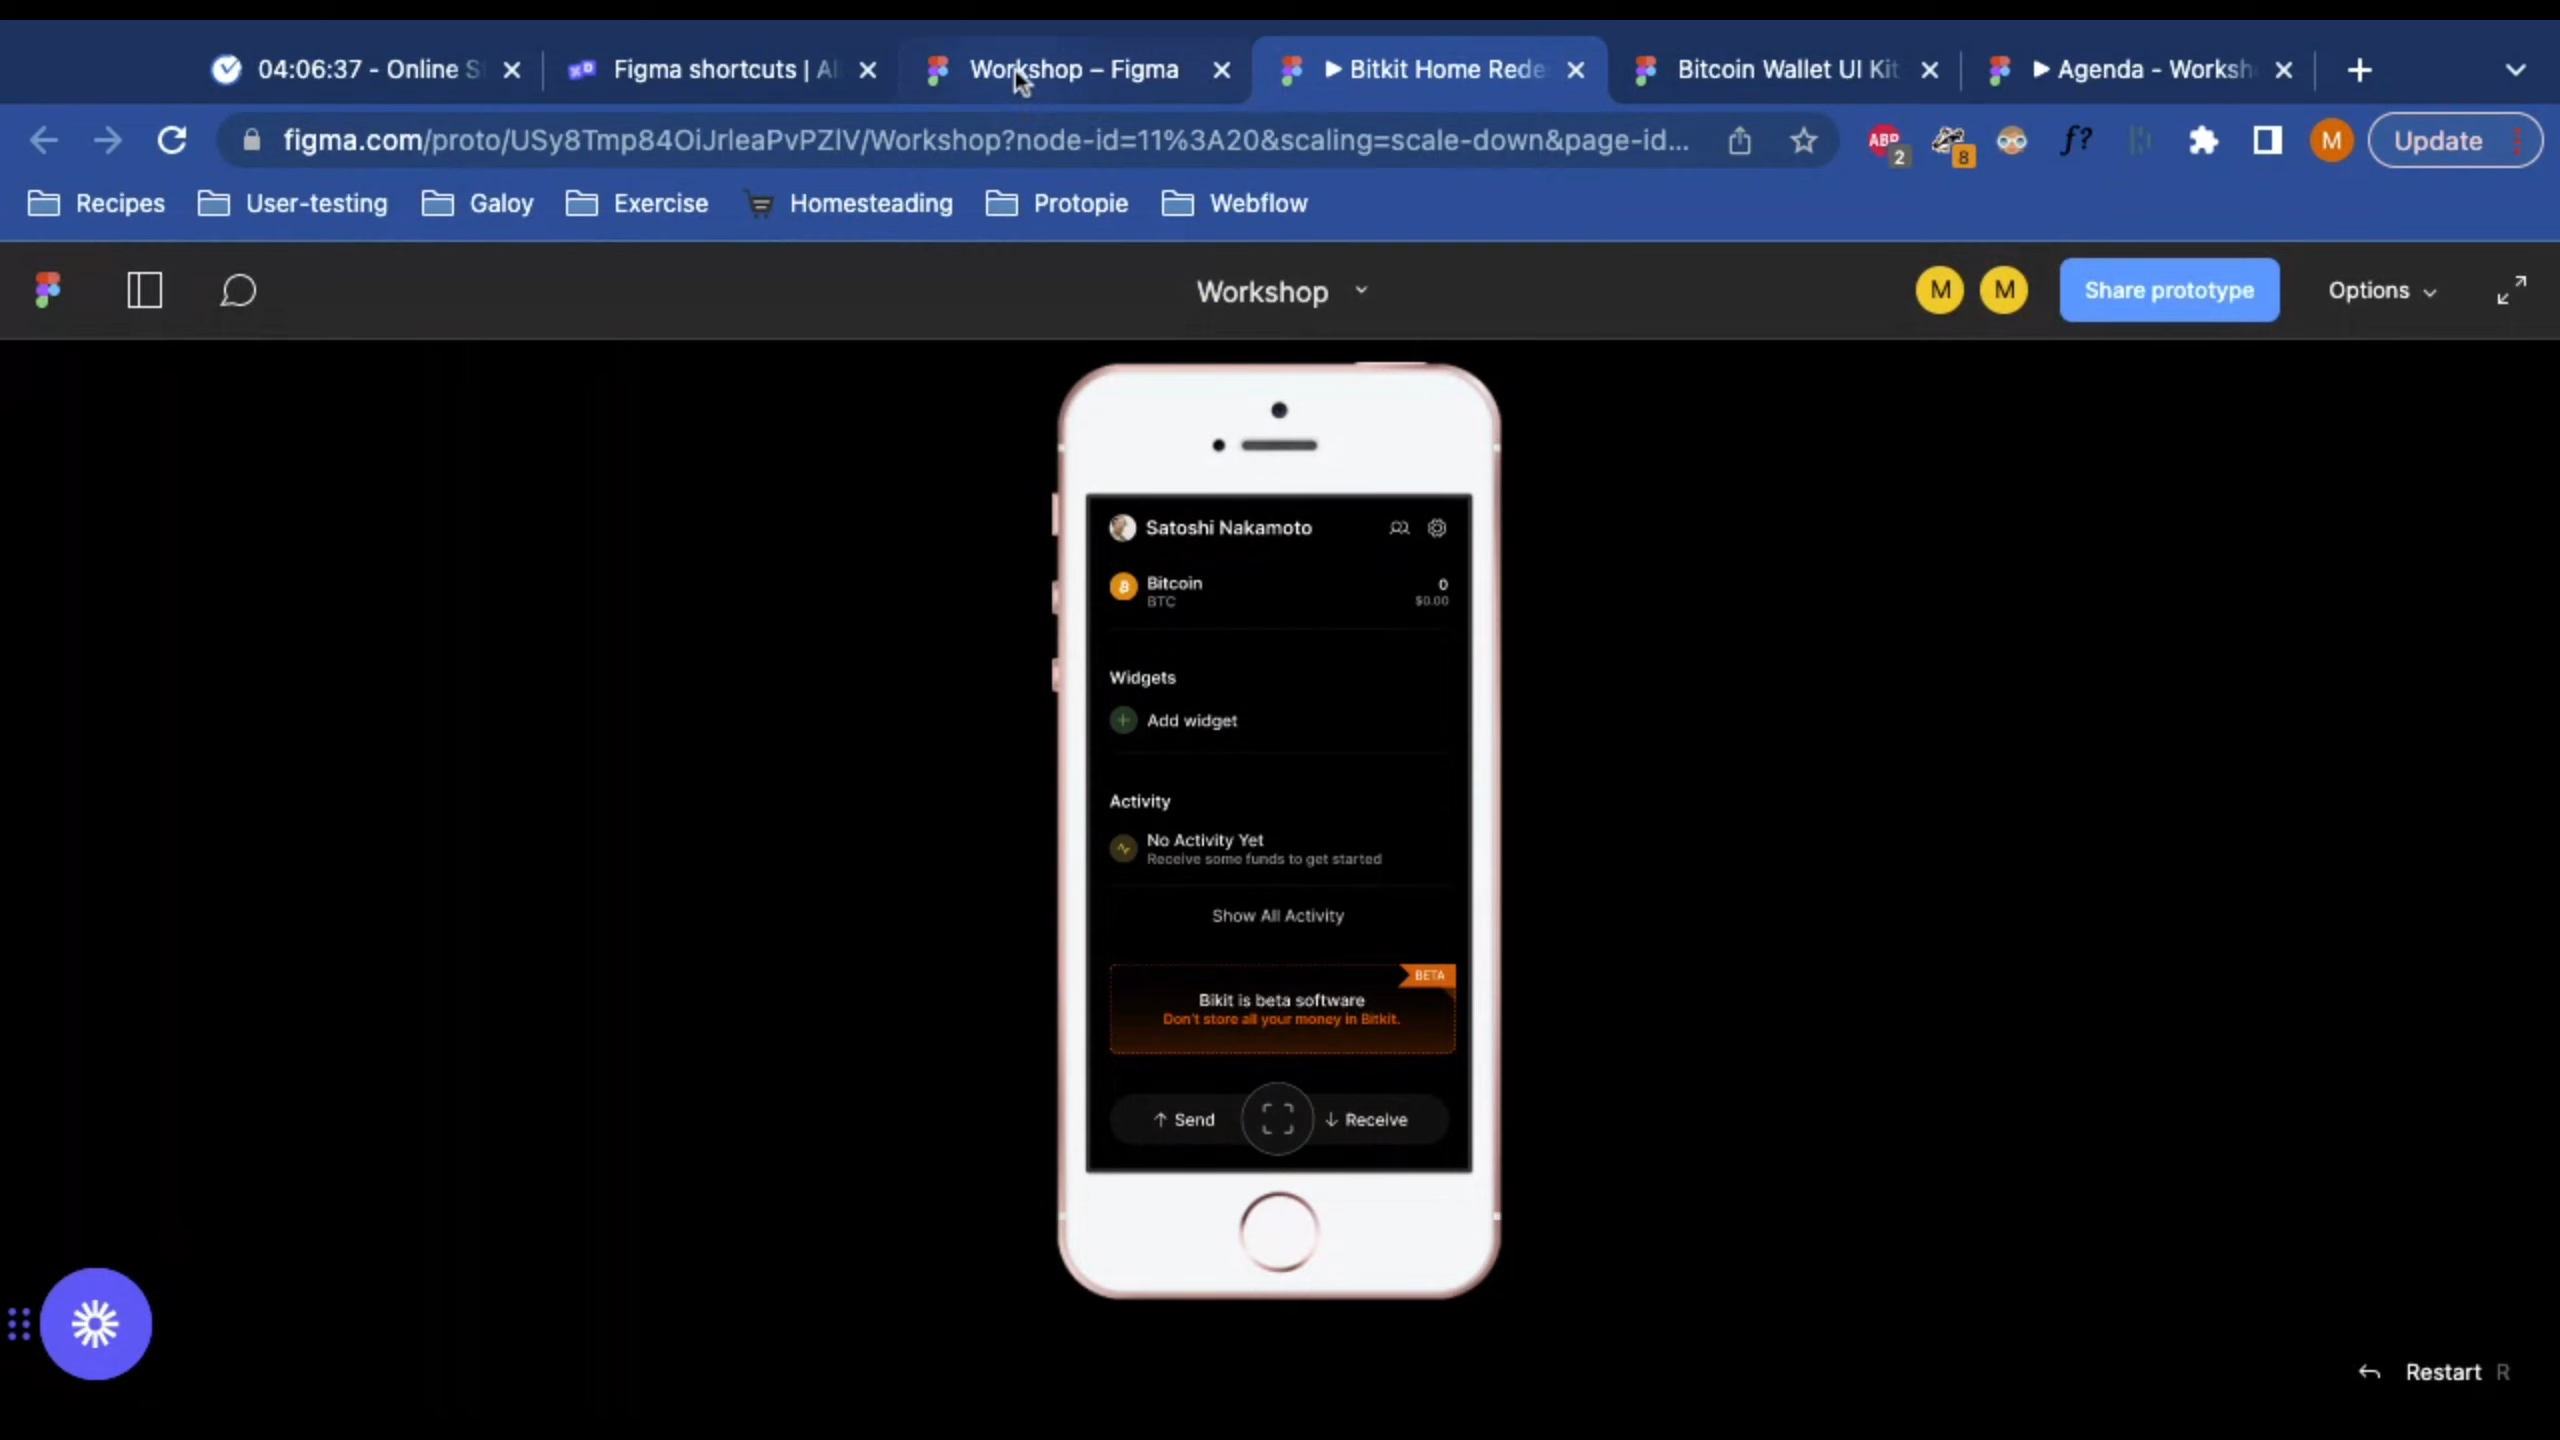 04:06:37 - Online S
Figma shortcuts | Al
Workshop – Figma
▶ Bitkit Home Rede
Bitcoin Wallet UI Kit
▶ Agenda - Worksh
figma.com/proto/USy8Tmp84OiJrleaPvPZlV/Workshop?node-id=11%3A20&scaling=scale-down&page-id...
ABP
2
8
f?
M
Update
Recipes
User-testing
Galoy
Exercise
Homesteading
Protopie
Webflow
Workshop
M
M
Share prototype
Options
Satoshi Nakamoto
Bitcoin
0
BTC
$0.00
Widgets
Add widget
Activity
No Activity Yet
Receive some funds to get started
Show All Activity
BETA
Bikit is beta software
Don't store all your money in Bitkit.
↑ Send
↓ Receive
Restart R